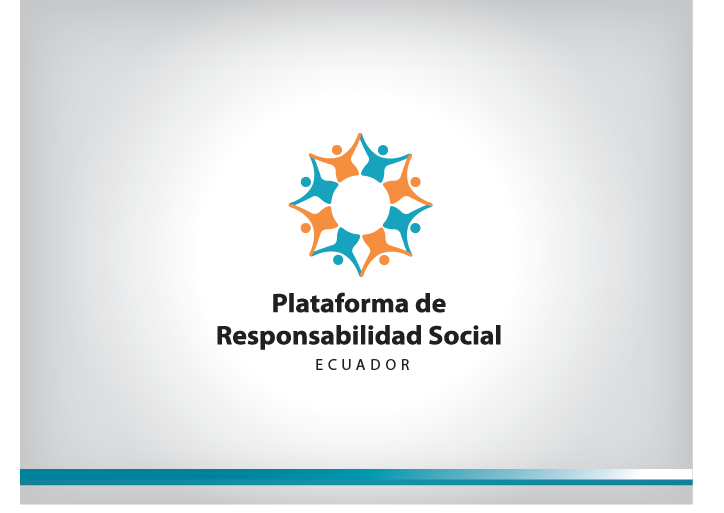 Plataforma de
Responsabilidad Social
ECUADOR